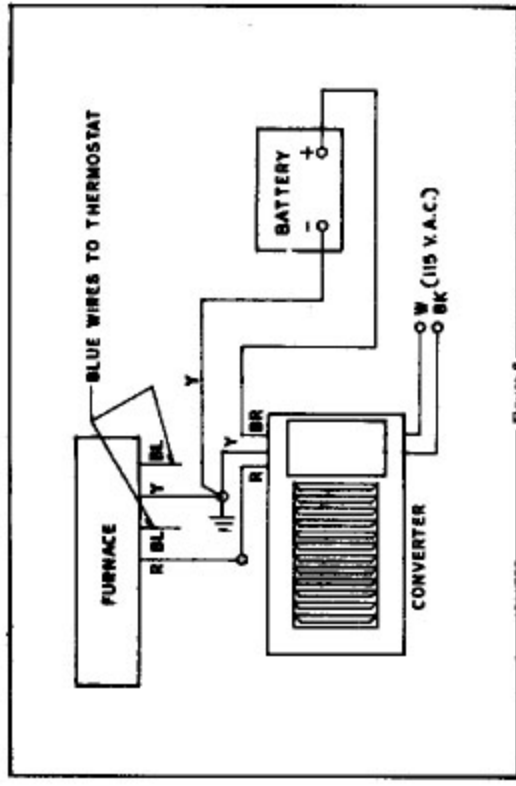 BLUE WIRES TO THERMOSTAT
FURNACE
R
BL
Y
BL
Y
BATTERY
-
+
R
Y
BR
CONVERTER
W
(115 V.A.C.)
BK